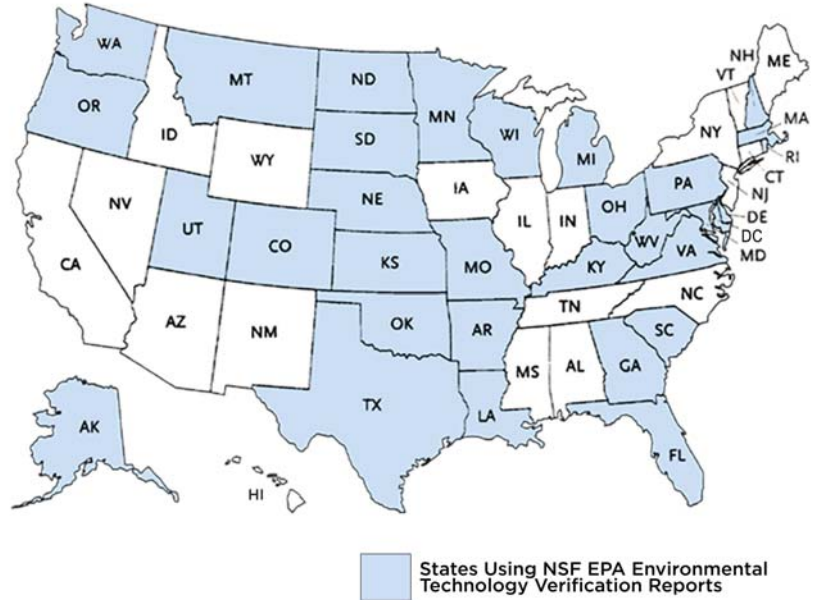 WA
MT
ND
MN
OR
ID
SD
WI
MI
NH
VT
ME
NY
MA
RI
CT
WY
NE
IA
PA
NJ
NV
UT
CO
IL
IN
OH
DE
DC
MD
CA
KS
MO
WV
VA
KY
AZ
NM
OK
AR
TN
NC
SC
TX
MS
AL
GA
LA
AK
HI
FL
States Using NSF EPA Environmental
Technology Verification Reports